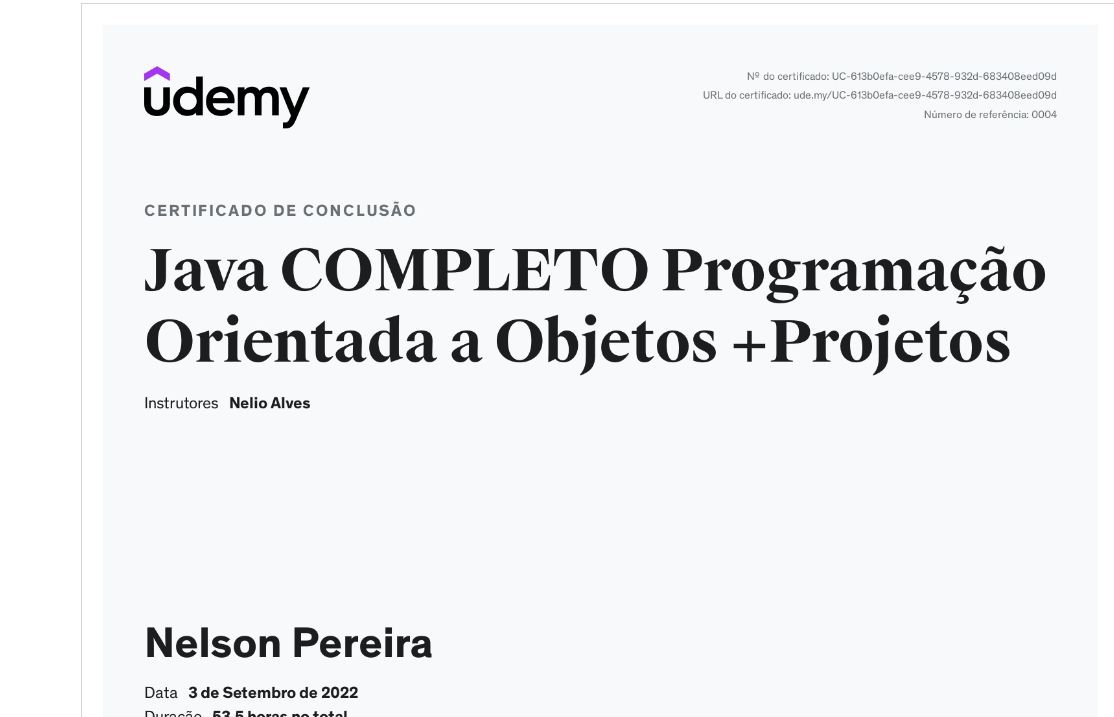 udemy
Nº do certificado: UC-613b0efa-cee9-4578-932d-683408eed09d
URL do certificado: ude.my/UC-613b0efa-cee9-4578-932d-683408eed09d
Número de referência: 0004
CERTIFICADO DE CONCLUSÃO
Java COMPLETO Programação
Orientada a Objetos +Projetos
Instrutores Nelio Alves
Nelson Pereira
Data 3 de Setembro de 2022
Duração 53.5 horas no total